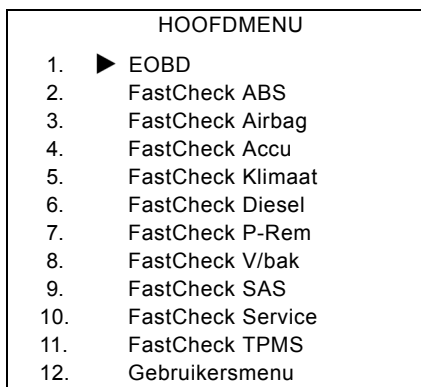 HOOFDMENU
1. ▶ EOBD
2. FastCheck ABS
3. FastCheck Airbag
4. FastCheck Accu
5. FastCheck Klimaat
6. FastCheck Diesel
7. FastCheck P-Rem
8. FastCheck V/bak
9. FastCheck SAS
10. FastCheck Service
11. FastCheck TPMS
12. Gebruikersmenu